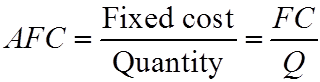 AFC = Fixed cost / Quantity = FC / Q